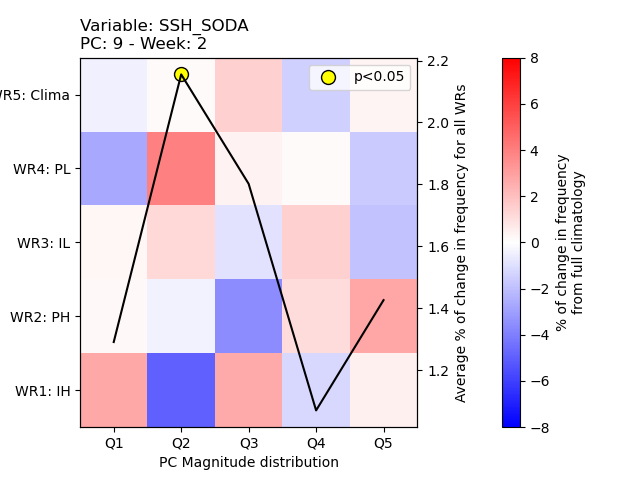 Variable: SSH_SODA
PC: 9 - Week: 2
WR5: Clima
WR4: PL
WR3: IL
WR2: PH
WR1: IH
Q1
Q2
Q3
Q4
Q5
PC Magnitude distribution
p<0.05
2.2
2.0
1.8
1.6
1.4
1.2
Average % of change in frequency for all WRs
8
6
4
2
0
−2
−4
−6
−8
% of change in frequency
from full climatology